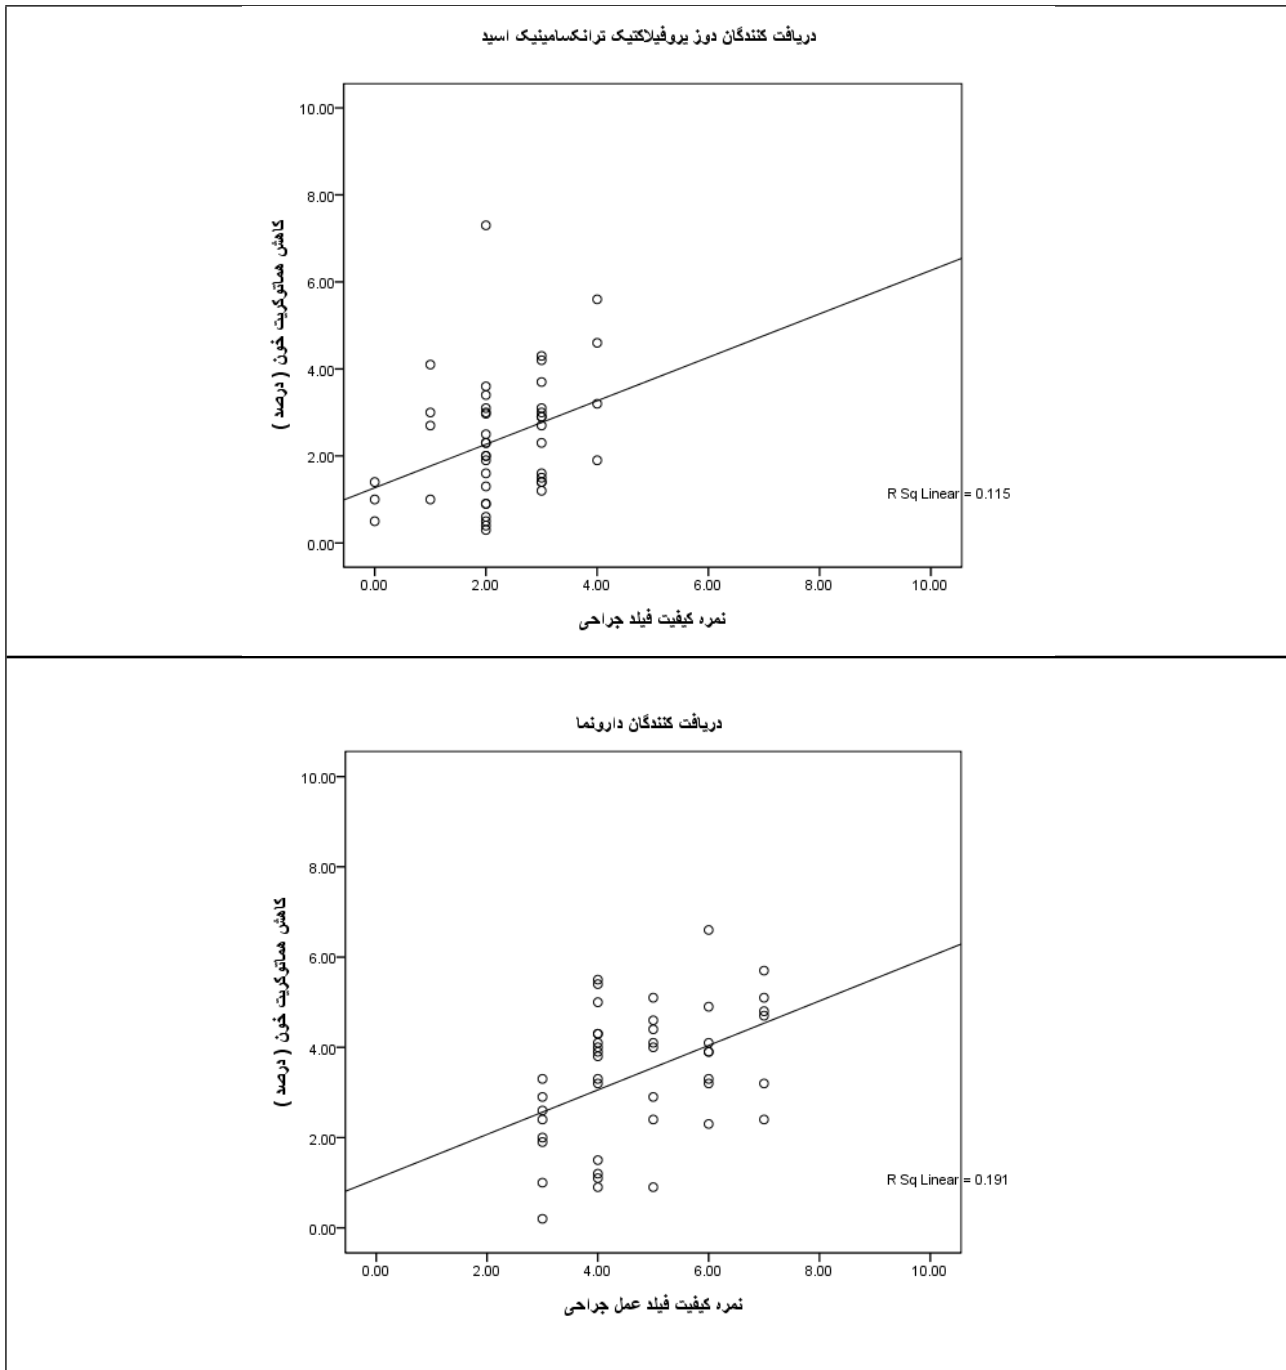 دریافت کنندگان دوز پروفیلاکتیک ترانکسامینیک اسید
10.00
8.00
6.00
4.00
2.00
0.00
کاهش هماتوکریت خون ( درصد )
R Sq Linear = 0.115
0.00 2.00 4.00 6.00 8.00 10.00
نمره کیفیت فیلد جراحی
دریافت کنندگان دارونما
10.00
8.00
6.00
4.00
2.00
0.00
کاهش هماتوکریت خون ( درصد )
R Sq Linear = 0.191
0.00 2.00 4.00 6.00 8.00 10.00
نمره کیفیت فیلد عمل جراحی